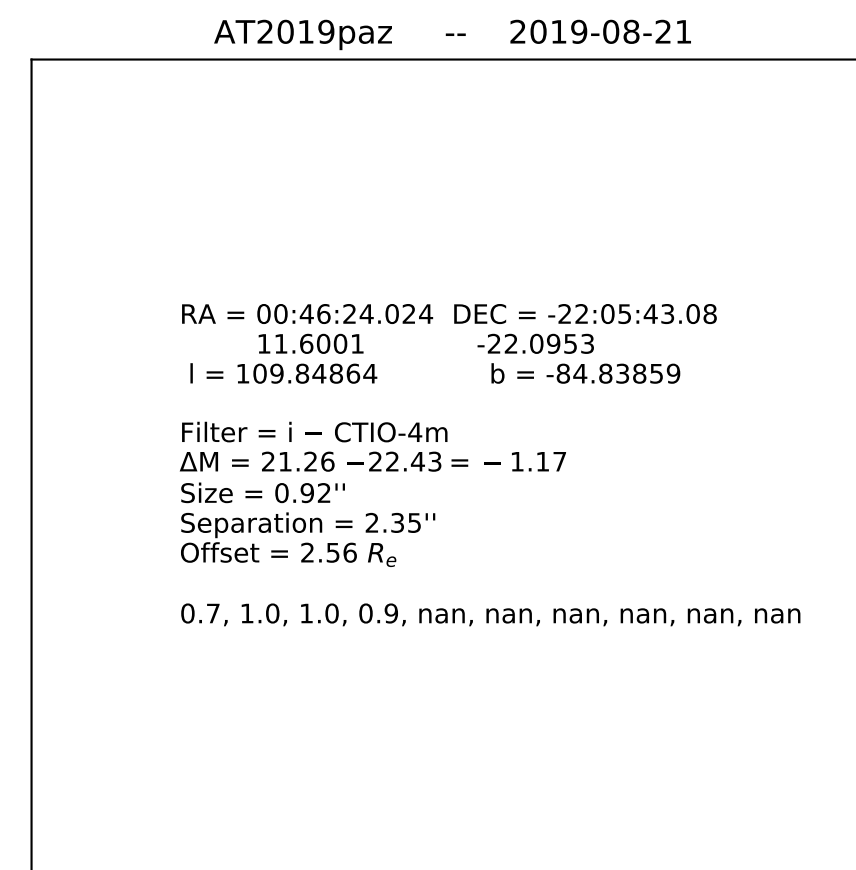 AT2019paz -- 2019-08-21
RA = 00:46:24.024 DEC = -22:05:43.08
11.6001 -22.0953
l = 109.84864 b = -84.83859
Filter = i − CTIO-4m
ΔM = 21.26 −22.43 = − 1.17
Size = 0.92''
Separation = 2.35''
Offset = 2.56 Rₑ
0.7, 1.0, 1.0, 0.9, nan, nan, nan, nan, nan, nan